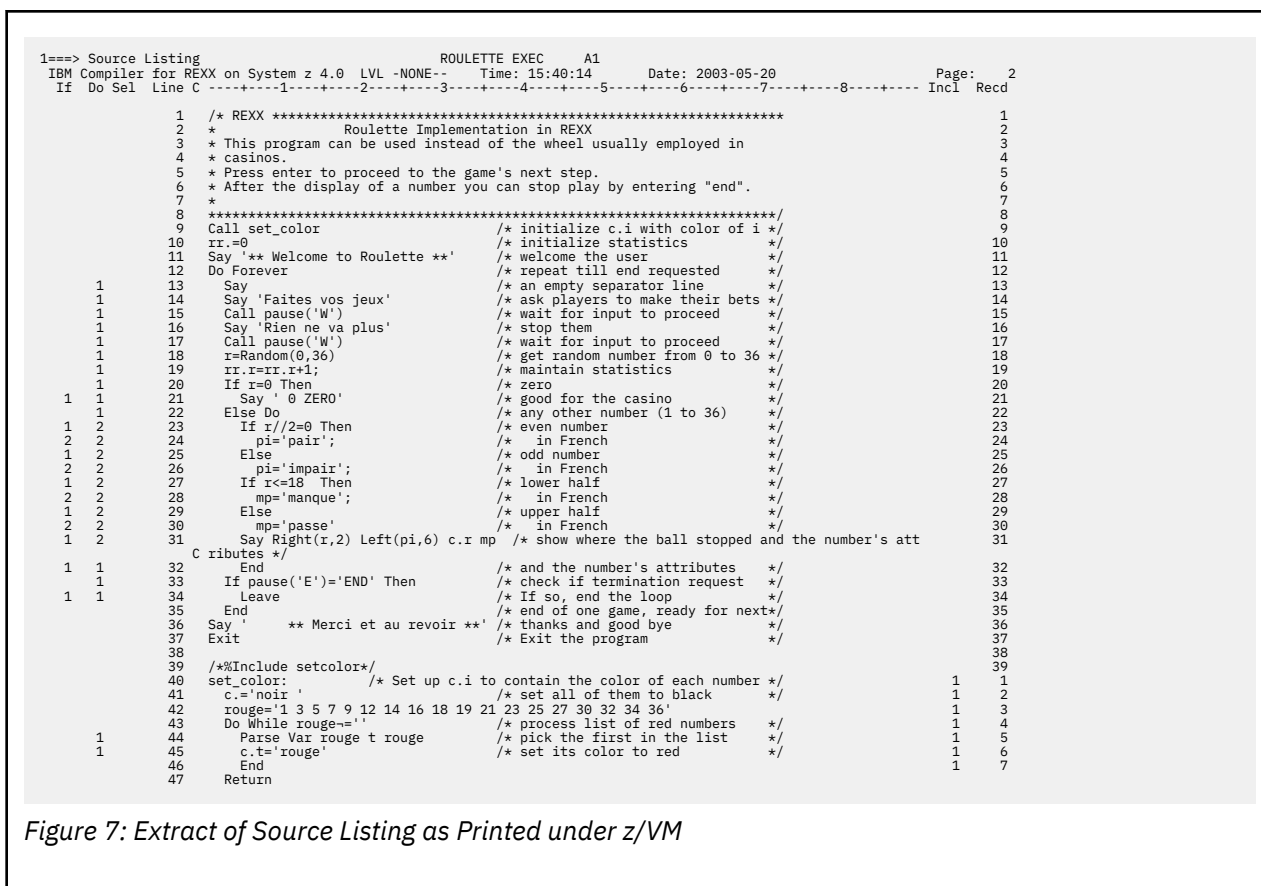 1===> Source Listing                              ROULETTE EXEC     A1
 IBM Compiler for REXX on System z 4.0  LVL -NONE--    Time: 15:40:14       Date: 2003-05-20                        Page:    2
  If  Do Sel  Line C ----+----1----+----2----+----3----+----4----+----5----+----6----+----7----+----8----+---- Incl  Recd
                 1   /* REXX ****************************************************************                            1
                 2   *                Roulette Implementation in REXX                                                    2
                 3   * This program can be used instead of the wheel usually employed in                                 3
                 4   * casinos.                                                                                          4
                 5   * Press enter to proceed to the game's next step.                                                   5
                 6   * After the display of a number you can stop play by entering "end".                                6
                 7   *                                                                                                   7
                 8   ***********************************************************************/                            8
                 9   Call set_color                      /* initialize c.i with color of i */                            9
                10   rr.=0                               /* initialize statistics          */                           10
                11   Say '** Welcome to Roulette **'     /* welcome the user               */                           11
                12   Do Forever                          /* repeat till end requested      */                           12
       1        13     Say                               /* an empty separator line        */                           13
       1        14     Say 'Faites vos jeux'             /* ask players to make their bets */                           14
       1        15     Call pause('W')                   /* wait for input to proceed      */                           15
       1        16     Say 'Rien ne va plus'             /* stop them                      */                           16
       1        17     Call pause('W')                   /* wait for input to proceed      */                           17
       1        18     r=Random(0,36)                    /* get random number from 0 to 36 */                           18
       1        19     rr.r=rr.r+1;                      /* maintain statistics            */                           19
       1        20     If r=0 Then                       /* zero                           */                           20
   1   1        21       Say ' 0 ZERO'                   /* good for the casino            */                           21
       1        22     Else Do                           /* any other number (1 to 36)     */                           22
   1   2        23       If r//2=0 Then                  /* even number                    */                           23
   2   2        24         pi='pair';                    /*   in French                    */                           24
   1   2        25       Else                            /* odd number                     */                           25
   2   2        26         pi='impair';                  /*   in French                    */                           26
   1   2        27       If r<=18  Then                  /* lower half                     */                           27
   2   2        28         mp='manque';                  /*   in French                    */                           28
   1   2        29       Else                            /* upper half                     */                           29
   2   2        30         mp='passe'                    /*   in French                    */                           30
   1   2        31       Say Right(r,2) Left(pi,6) c.r mp  /* show where the ball stopped and the number's att            31
                   C ributes */
   1   1        32       End                             /* and the number's attributes    */                           32
       1        33     If pause('E')='END' Then          /* check if termination request   */                           33
   1   1        34       Leave                           /* If so, end the loop            */                           34
                35     End                               /* end of one game, ready for next*/                           35
                36   Say '     ** Merci et au revoir **' /* thanks and good bye            */                           36
                37   Exit                                /* Exit the program               */                           37
                38                                                                                                      38
                39   /*%Include setcolor*/                                                                              39
                40   set_color:          /* Set up c.i to contain the color of each number */                     1      1
                41     c.='noir '                        /* set all of them to black       */                     1      2
                42     rouge='1 3 5 7 9 12 14 16 18 19 21 23 25 27 30 32 34 36'                                   1      3
                43     Do While rouge¬=''                /* process list of red numbers    */                     1      4
       1        44       Parse Var rouge t rouge         /* pick the first in the list     */                     1      5
       1        45       c.t='rouge'                     /* set its color to red           */                     1      6
                46       End                                                                                      1      7
                47     Return
Figure 7: Extract of Source Listing as Printed under z/VM